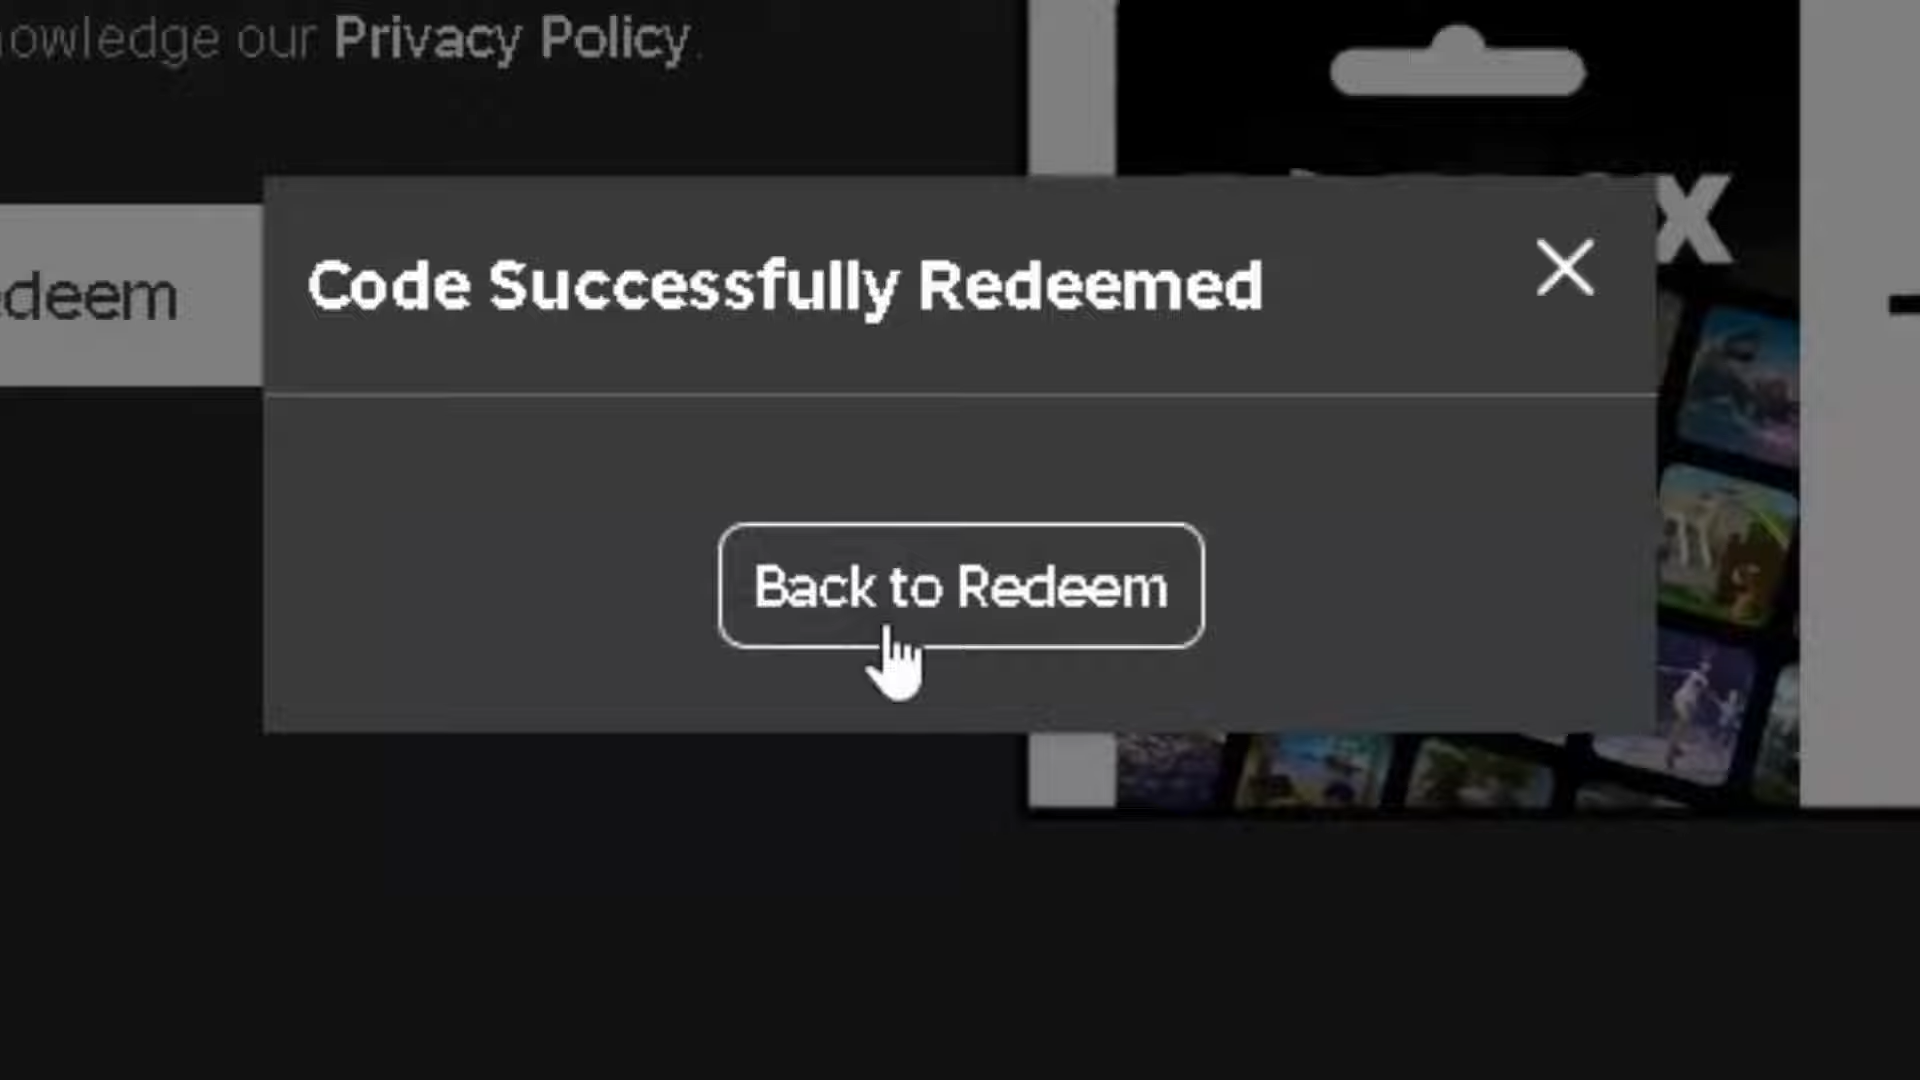 owledge our Privacy Policy.
deem
Code Successfully Redeemed
Back to Redeem
X